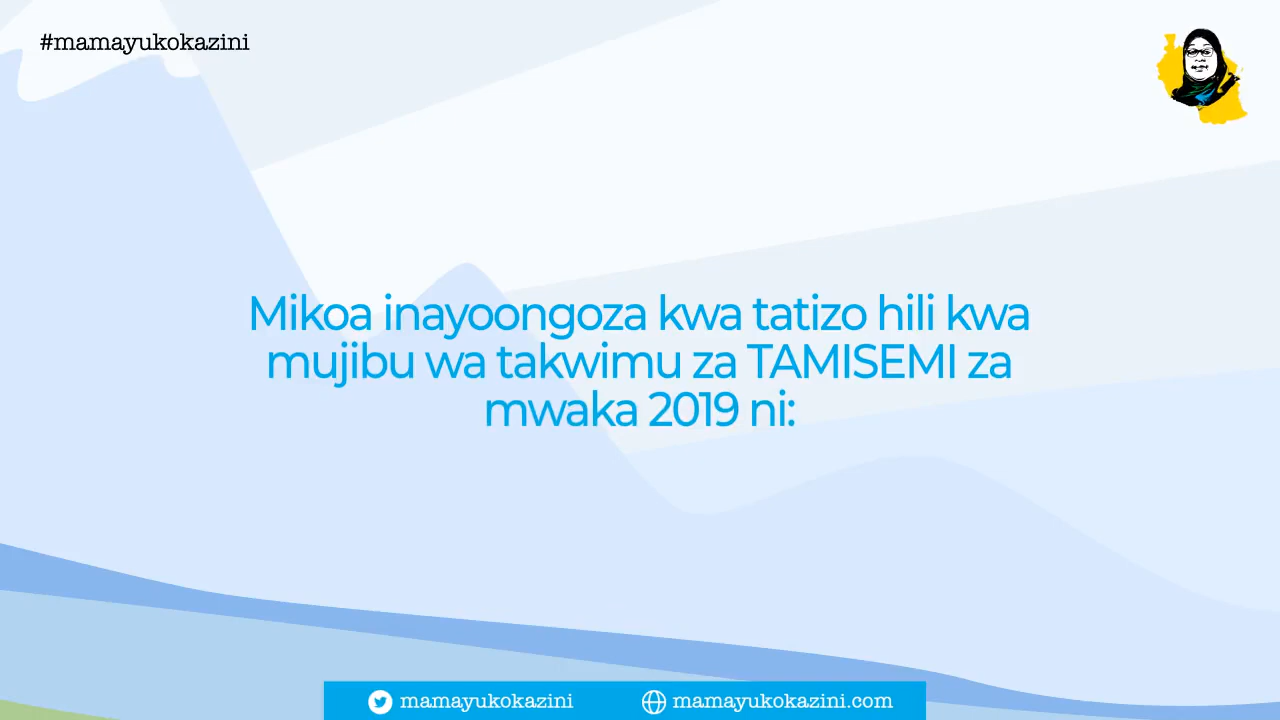 #mamayukokazini
Mikoa inayoongoza kwa tatizo hili kwa
mujibu wa takwimu za TAMISEMI za
mwaka 2019 ni:
mamayukokazini
mamayukokazini.com